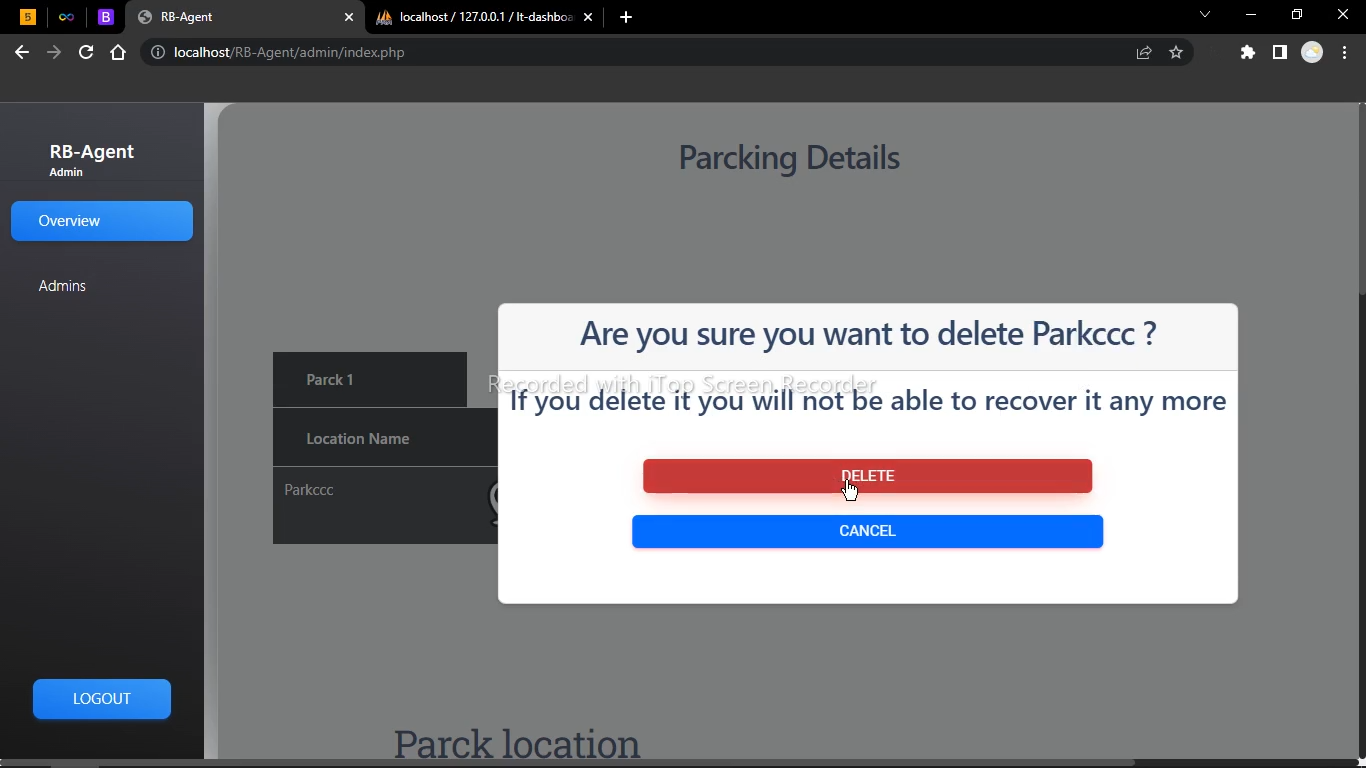 5
B
RB-Agent
localhost / 127.0.0.1 / lt-dashboa
localhost/RB-Agent/admin/index.php
RB-Agent
Admin
Overview
Admins
LOGOUT
Parcking Details
Parck 1
Location Name
Parkccc
Are you sure you want to delete Parkccc ?
Recorded with iTop Screen Recorder
If you delete it you will not be able to recover it any more
DELETE
CANCEL
Parck location